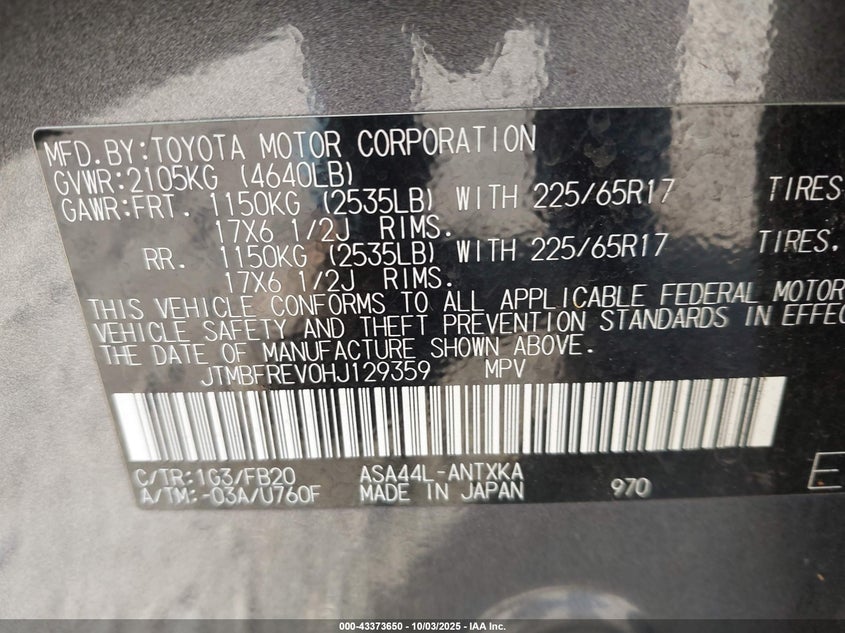 MFD.BY:TOYOTA MOTOR CORPORATION
GVWR:2105KG (4640LB)
GAWR:FRT. 1150KG (2535LB) WITH 225/65R17 TIRES
17X6 1/2J RIMS.
RR. 1150KG (2535LB) WITH 225/65R17 TIRES.
17X6 1/2J RIMS.
THIS VEHICLE CONFORMS TO ALL APPLICABLE FEDERAL MOTOR
VEHICLE SAFETY AND THEFT PREVENTION STANDARDS IN EFFEC
THE DATE OF MANUFACTURE SHOWN ABOVE.
JTMBFREV0HJ129359 MPV
C/TR:1G3/FB20 ASA44L-ANTXKA
A/TM:-03A/U760F MADE IN JAPAN 970 E
000-43373650 - 10/03/2025 - IAA Inc.